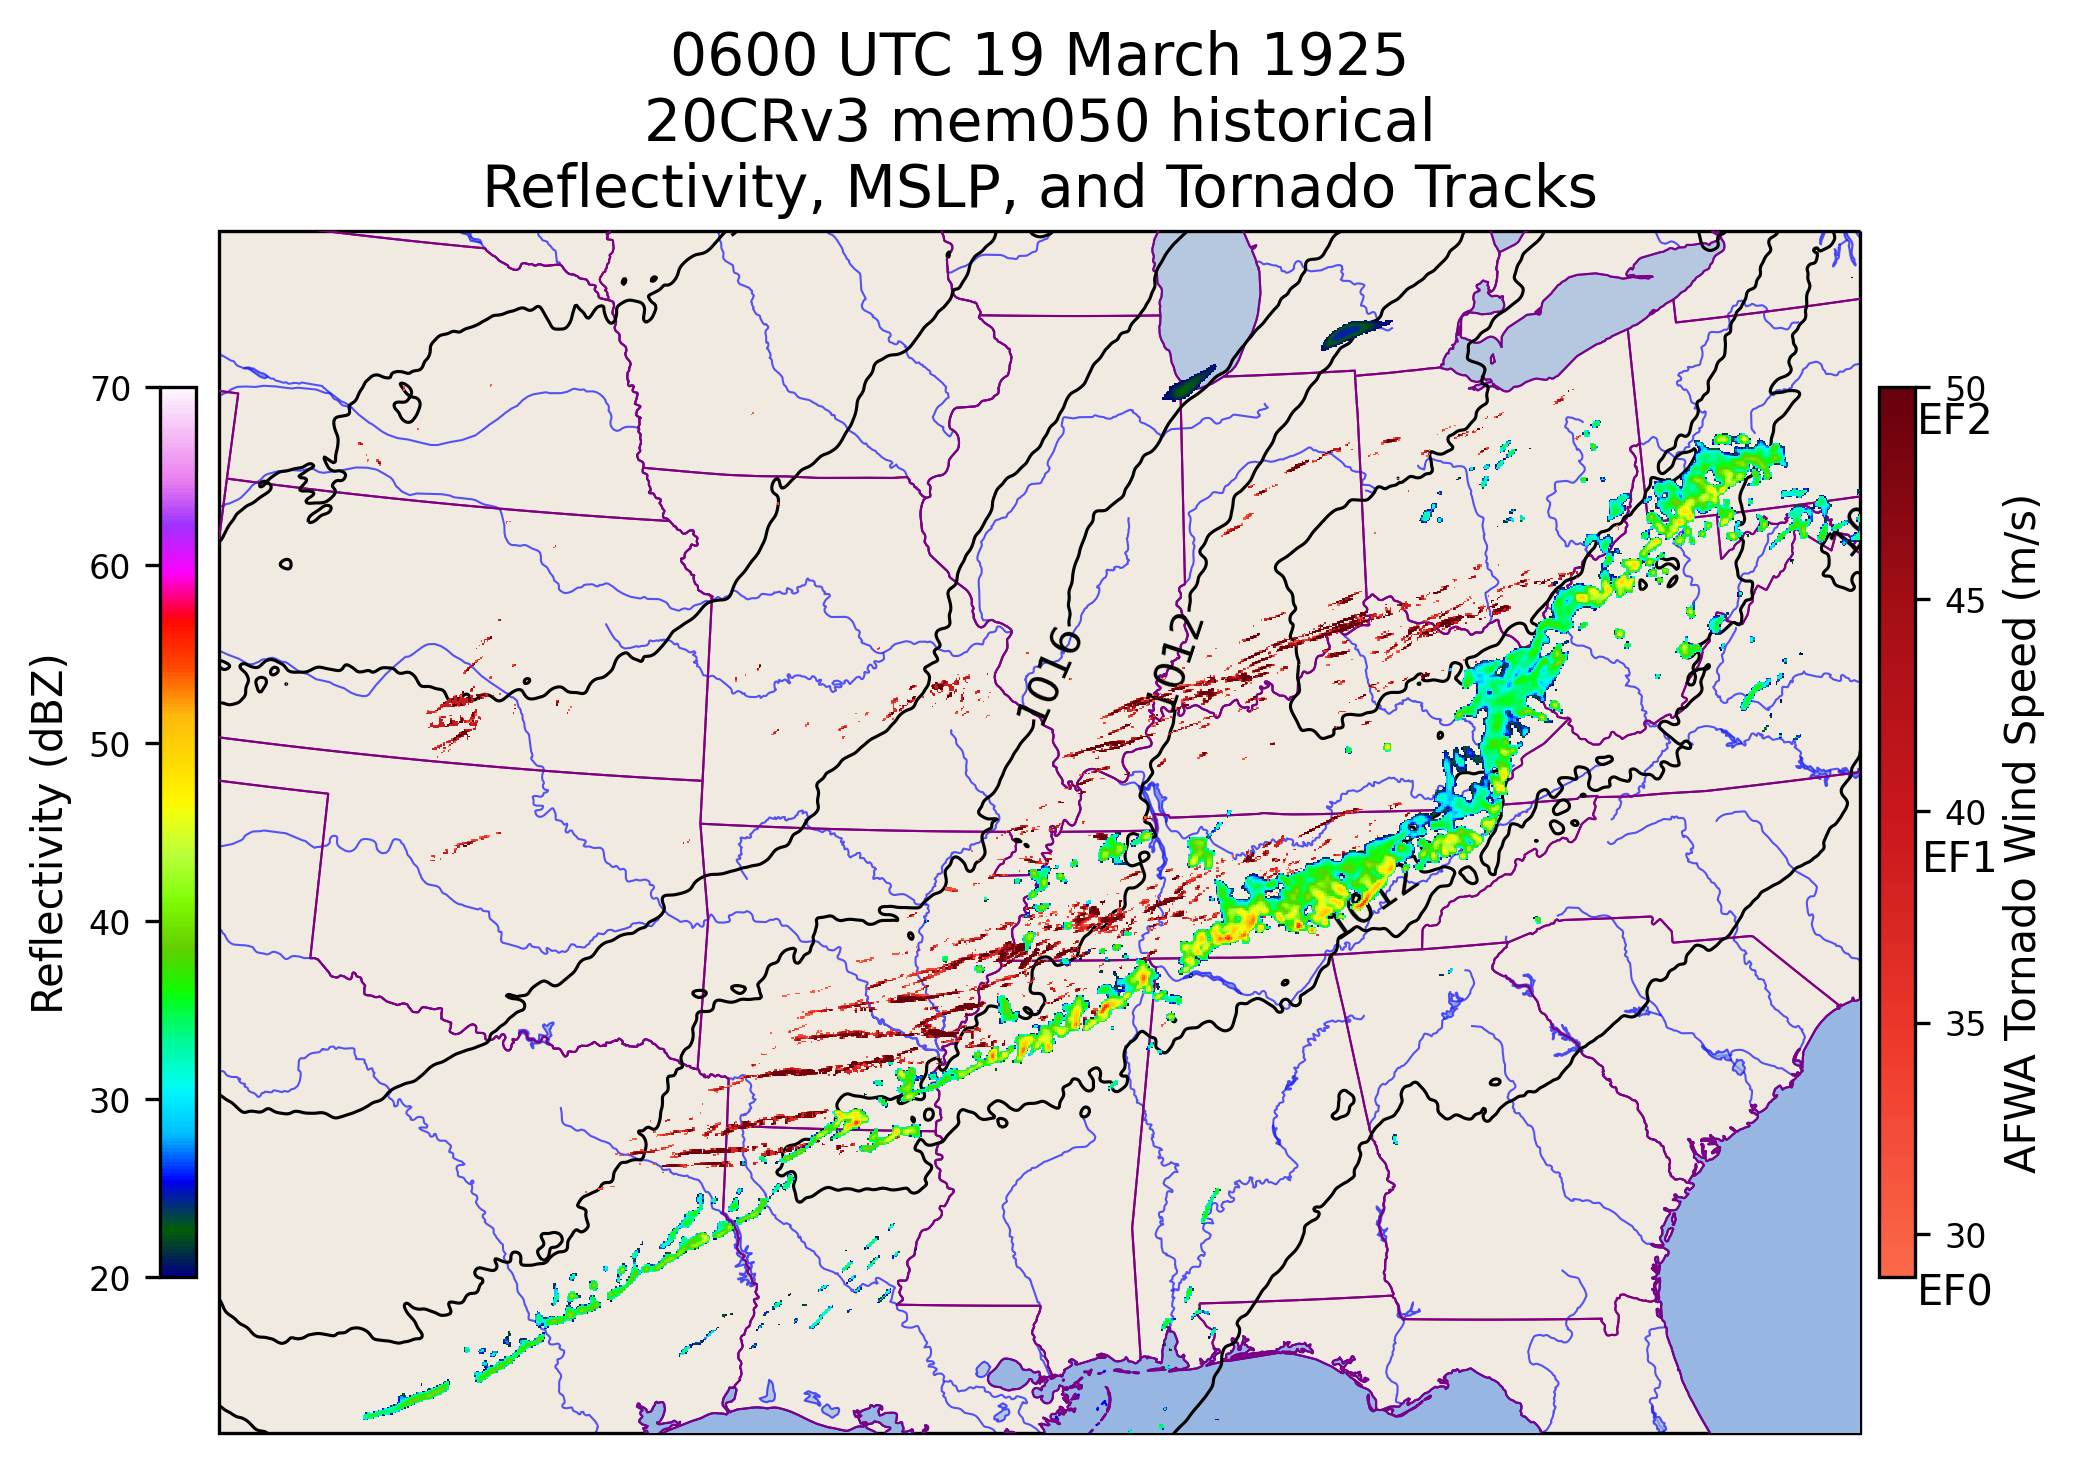 0600 UTC 19 March 1925
20CRv3 mem050 historical
Reflectivity, MSLP, and Tornado Tracks
70
60
50
40
30
20
Reflectivity (dBZ)
1016
1012
1012
50
EF2
45
40
EF1
35
30
EF0
AFWA Tornado Wind Speed (m/s)